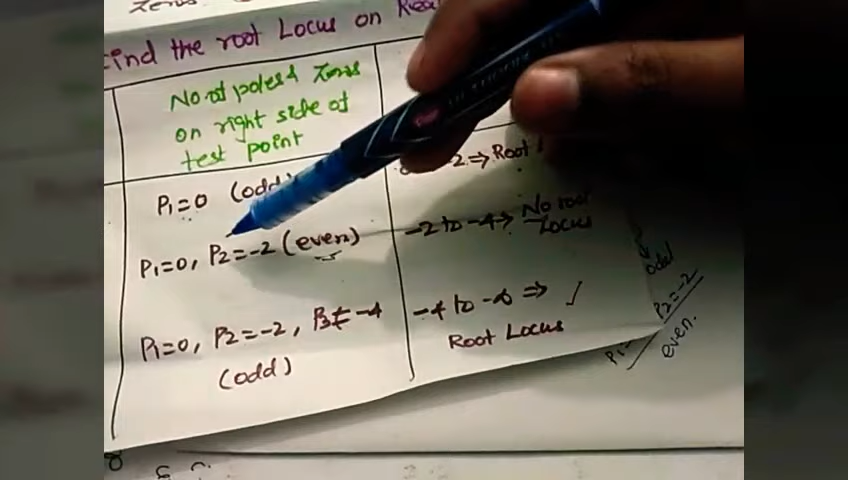 Find the root Locus on Real
No of poles & Zeros
on right side of
test point
P1=0 (odd)
-2⇒ Root
P1=0, P2=-2 (even)
-2 to -4⇒ No root
Locus
P1=0, P2=-2, P3=-4
(odd)
-4 to -∞ ⇒ ✓
Root Locus
odd
P2=-2
even.